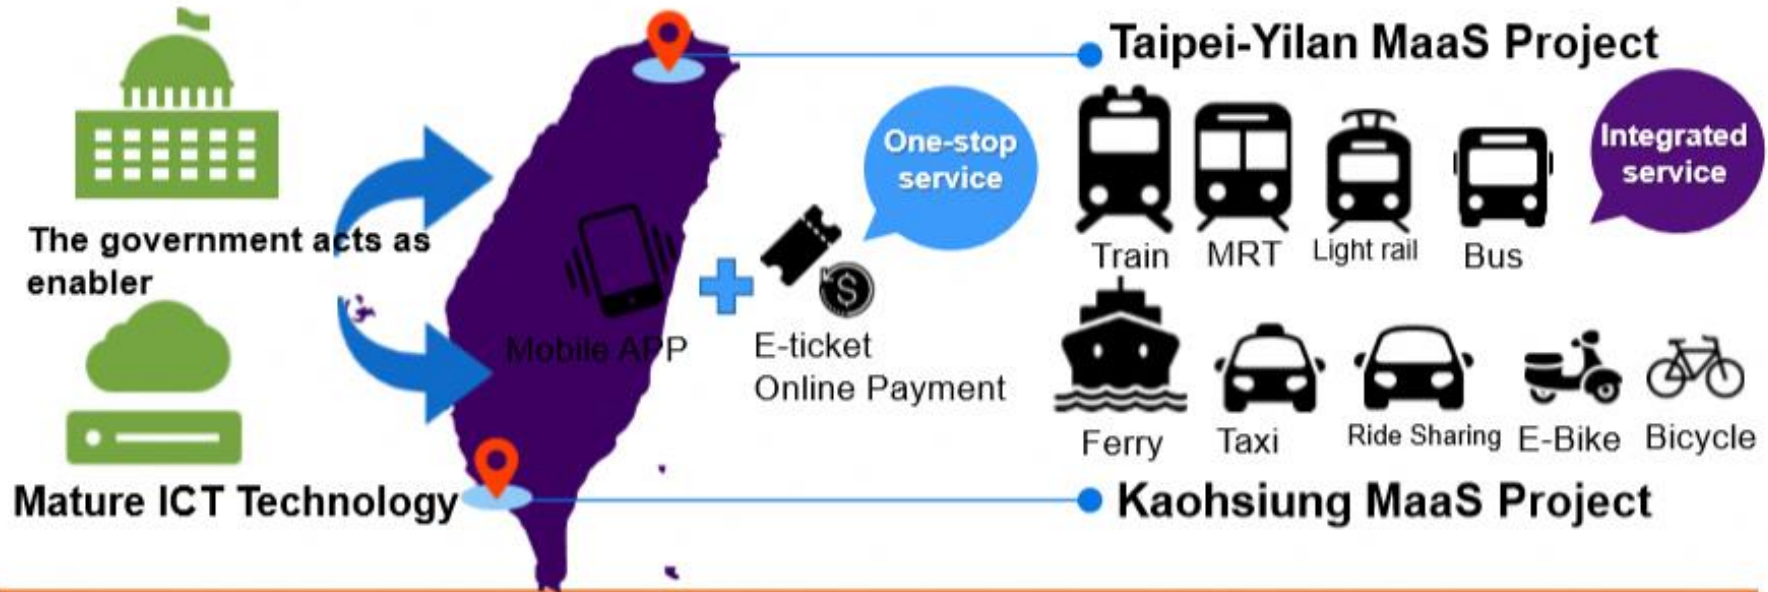 Taipei-Yilan MaaS Project
One-stop
service
Integrated
service
The government acts as
enabler
Train
MRT
Light rail
Bus
Mobile APP
E-ticket
Online Payment
Ferry
Taxi
Ride Sharing
E-Bike
Bicycle
Mature ICT Technology
Kaohsiung MaaS Project